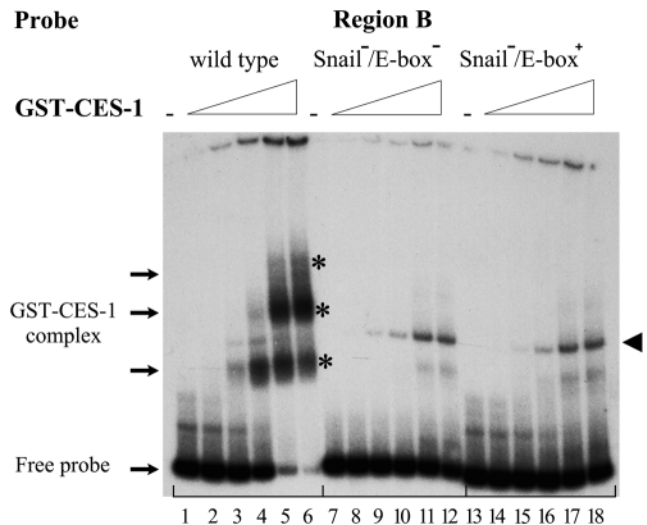 Probe Region B
wild type Snail⁻/E-box⁻ Snail⁻/E-box⁺
GST-CES-1 - - -
*
GST-CES-1 *
complex
*
Free probe
1 2 3 4 5 6 7 8 9 10 11 12 13 14 15 16 17 18